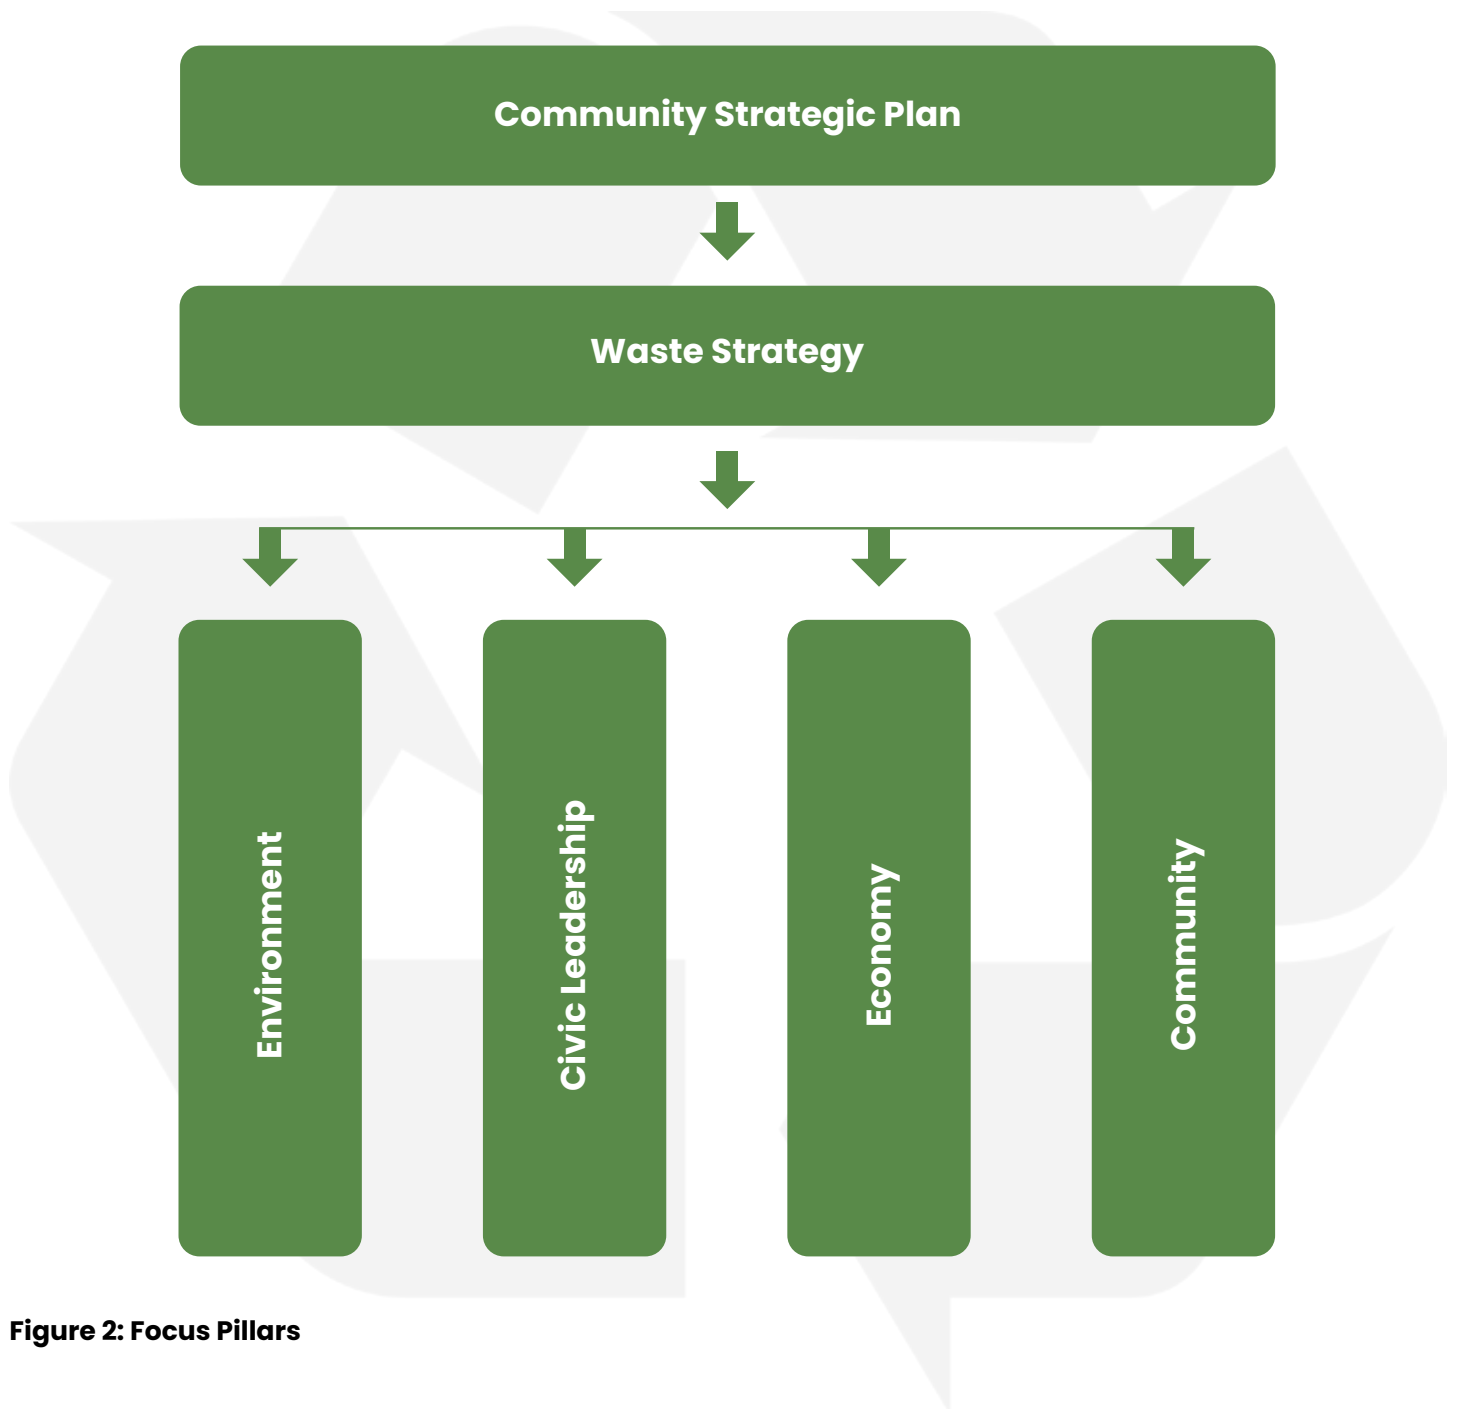 Community Strategic Plan
Waste Strategy
Environment
Civic Leadership
Economy
Community
Figure 2: Focus Pillars